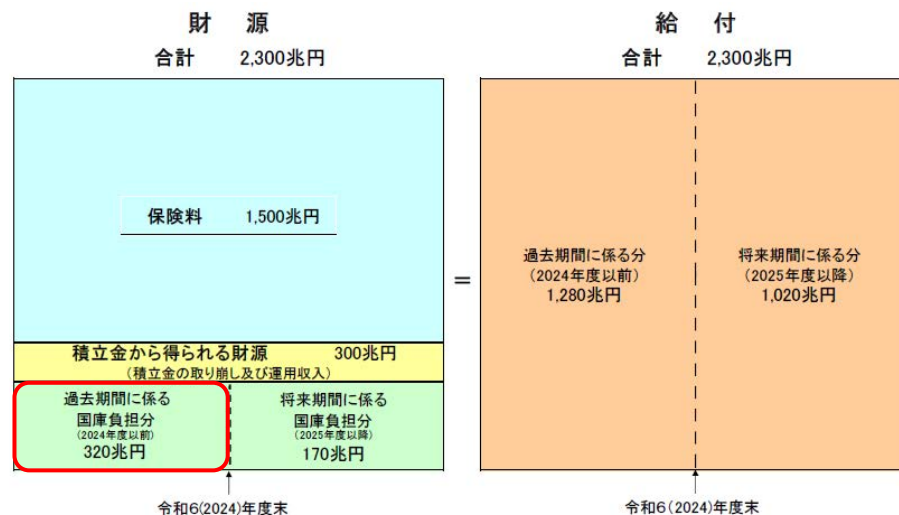 財　源
合計　2,300兆円
保険料　1,500兆円
積立金から得られる財源　300兆円
（積立金の取り崩し及び運用収入）
過去期間に係る
国庫負担分
（2024年度以前）
320兆円
将来期間に係る
国庫負担分
（2025年度以降）
170兆円
令和6(2024)年度末
＝
給　付
合計　2,300兆円
過去期間に係る分
（2024年度以前）
1,280兆円
将来期間に係る分
（2025年度以降）
1,020兆円
令和6(2024)年度末